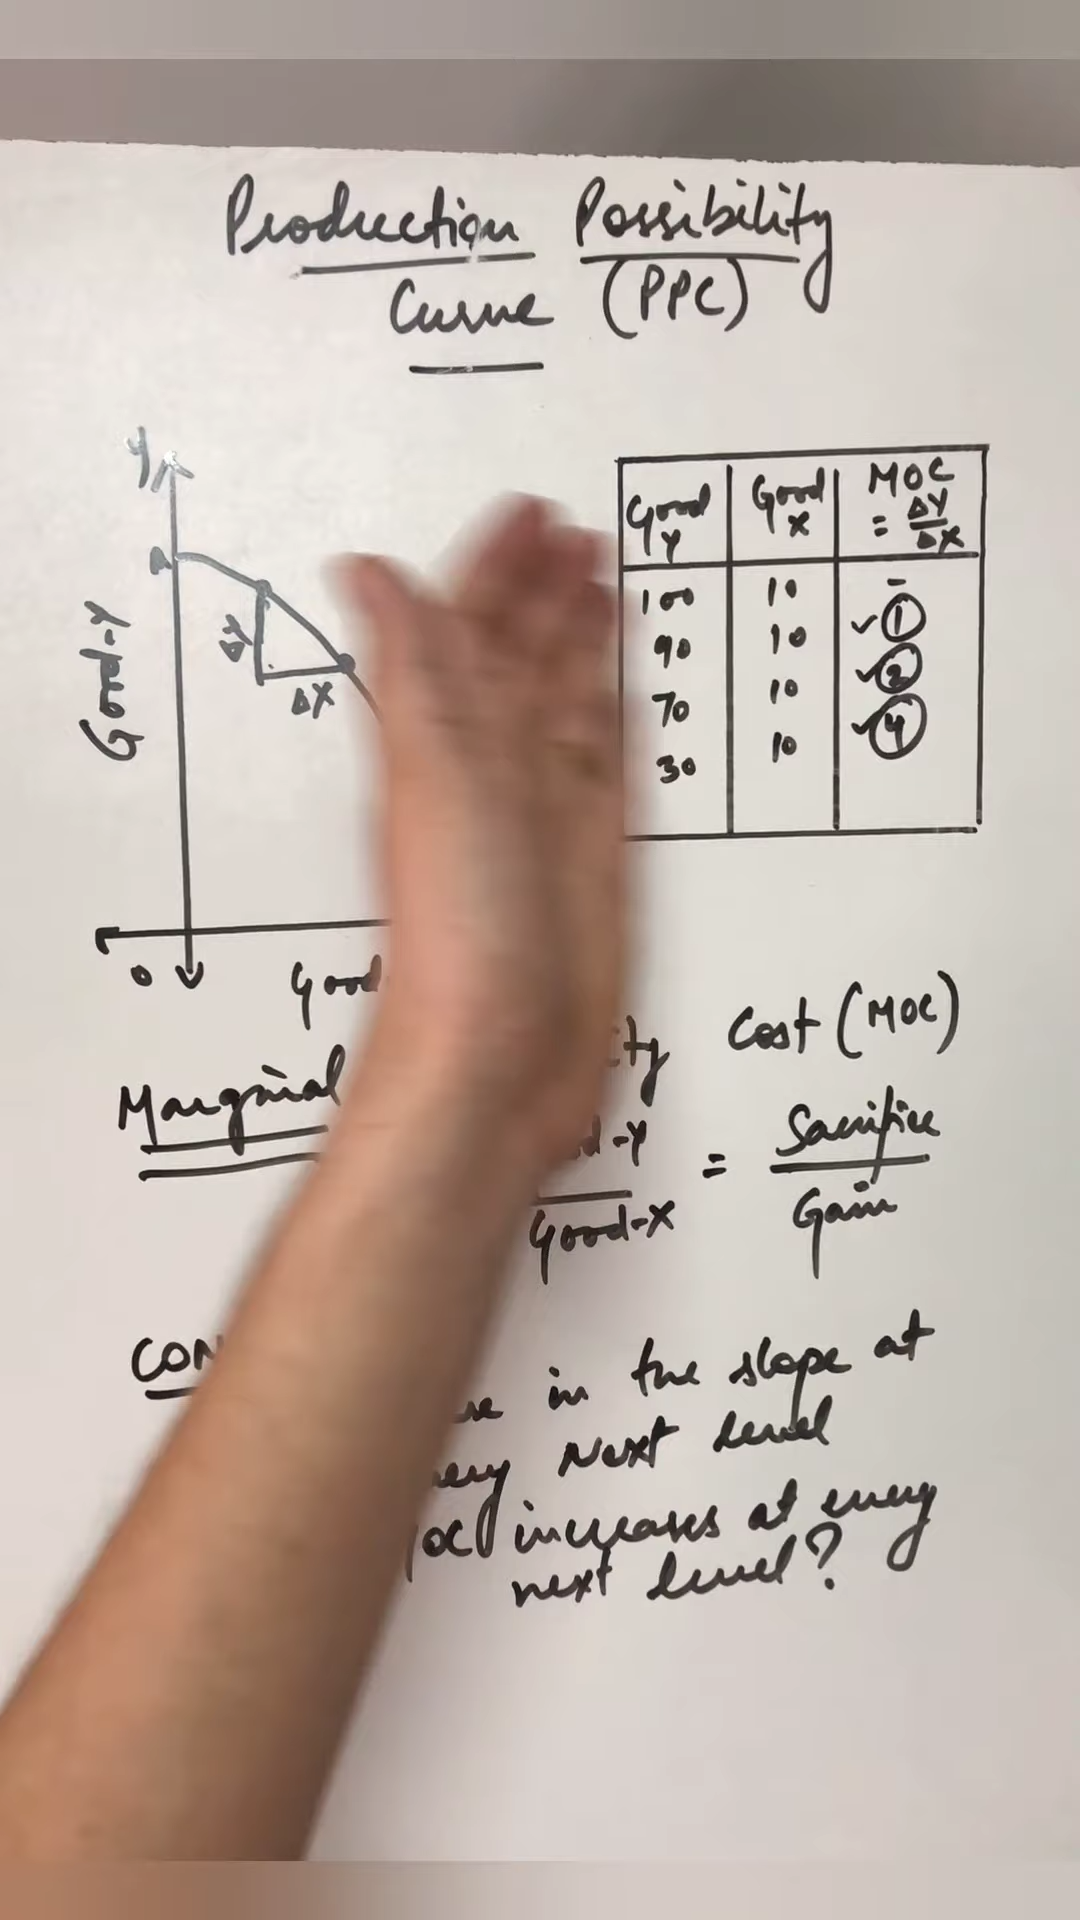 Production Possibility
Curve (PPC)
Y
A
Good-Y
ΔY
ΔX
0
Good
Good Y | Good X | MOC = ΔY/ΔX
100 | 10 | -
90 | 10 | ✓ 1
70 | 10 | ✓ 2
30 | 10 | ✓ 4
Marginal
Cost (MOC)
Good-X
= Sacrifice
Gain
in the slope at
Next level
increases at every
next level?